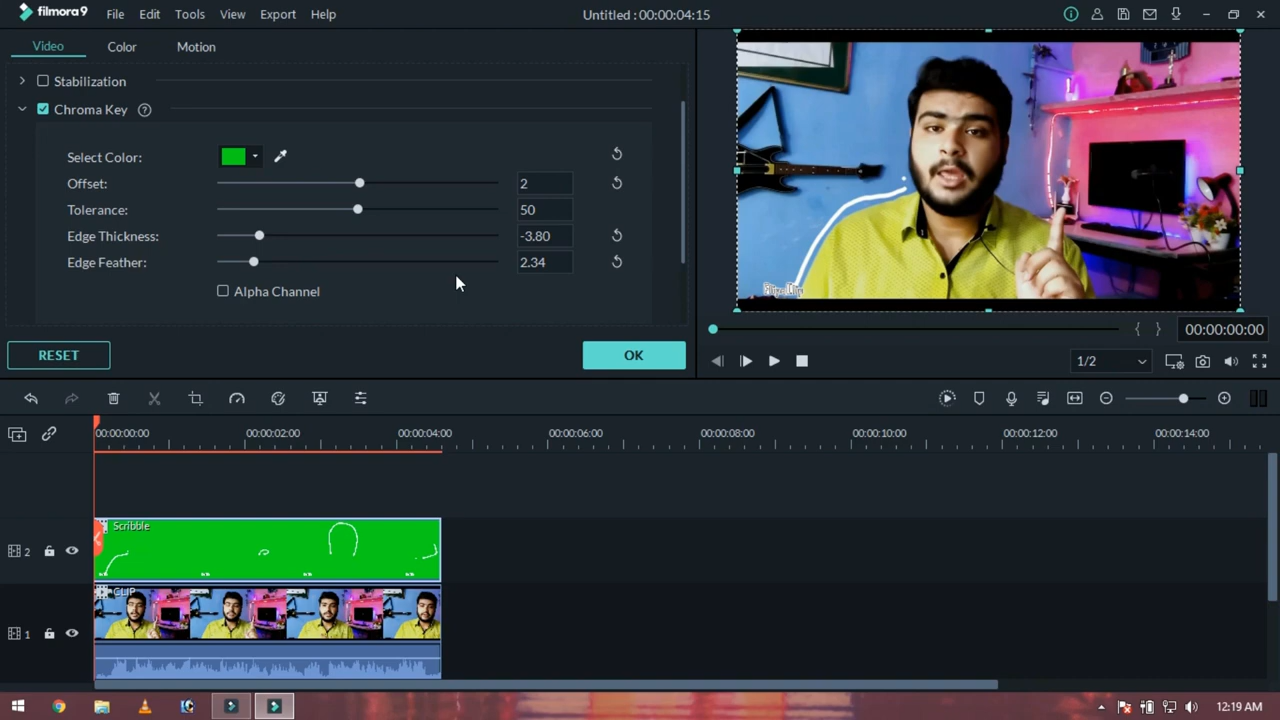 filmora9 File Edit Tools View Export Help Untitled : 00:00:04:15
Video Color Motion
Stabilization
Chroma Key ?
Select Color:
Offset: 2
Tolerance: 50
Edge Thickness: -3.80
Edge Feather: 2.34
Alpha Channel
RESET OK
{ } 00:00:00:00
1/2
00:00:00:00 00:00:02:00 00:00:04:00 00:00:06:00 00:00:08:00 00:00:10:00 00:00:12:00 00:00:14:00
Scribble
2
CLIP
1
12:19 AM